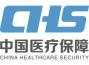 CHS
中国医疗保障
CHINA HEALTHCARE SECURITY